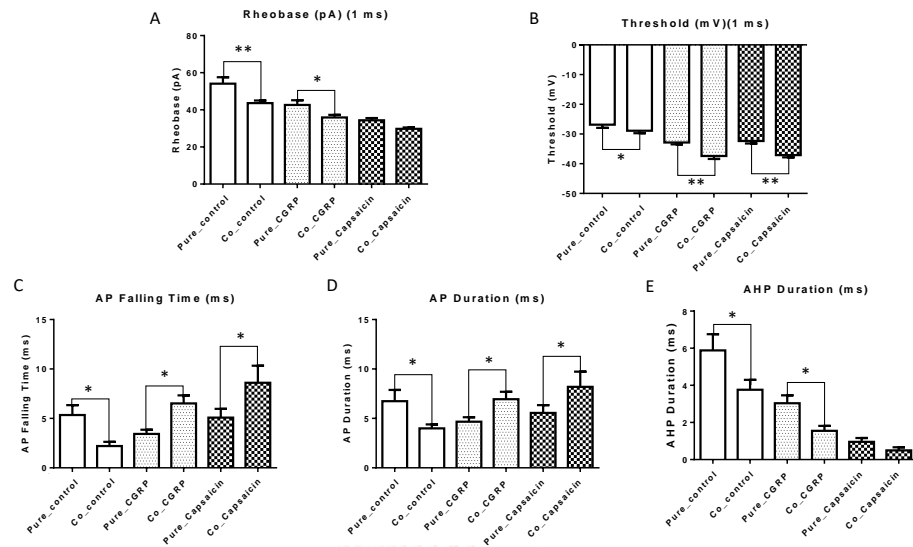 A
Rheobase (pA) (1 ms)
80
60
40
20
0
Rheobase (pA)
**
*
Pure_control
Co_control
Pure_CGRP
Co_CGRP
Pure_Capsaicin
Co_Capsaicin
B
Threshold (mV)(1 ms)
0
-10
-20
-30
-40
-50
Threshold (mV)
*
**
**
Pure_control
Co_control
Pure_CGRP
Co_CGRP
Pure_Capsaicin
Co_Capsaicin
C
AP Falling Time (ms)
15
10
5
0
AP Falling Time (ms)
*
*
*
Pure_control
Co_control
Pure_CGRP
Co_CGRP
Pure_Capsaicin
Co_Capsaicin
D
AP Duration (ms)
15
10
5
0
AP Duration (ms)
*
*
*
Pure_control
Co_control
Pure_CGRP
Co_CGRP
Pure_Capsaicin
Co_Capsaicin
E
AHP Duration (ms)
8
6
4
2
0
AHP Duration (ms)
*
*
Pure_control
Co_control
Pure_CGRP
Co_CGRP
Pure_Capsaicin
Co_Capsaicin